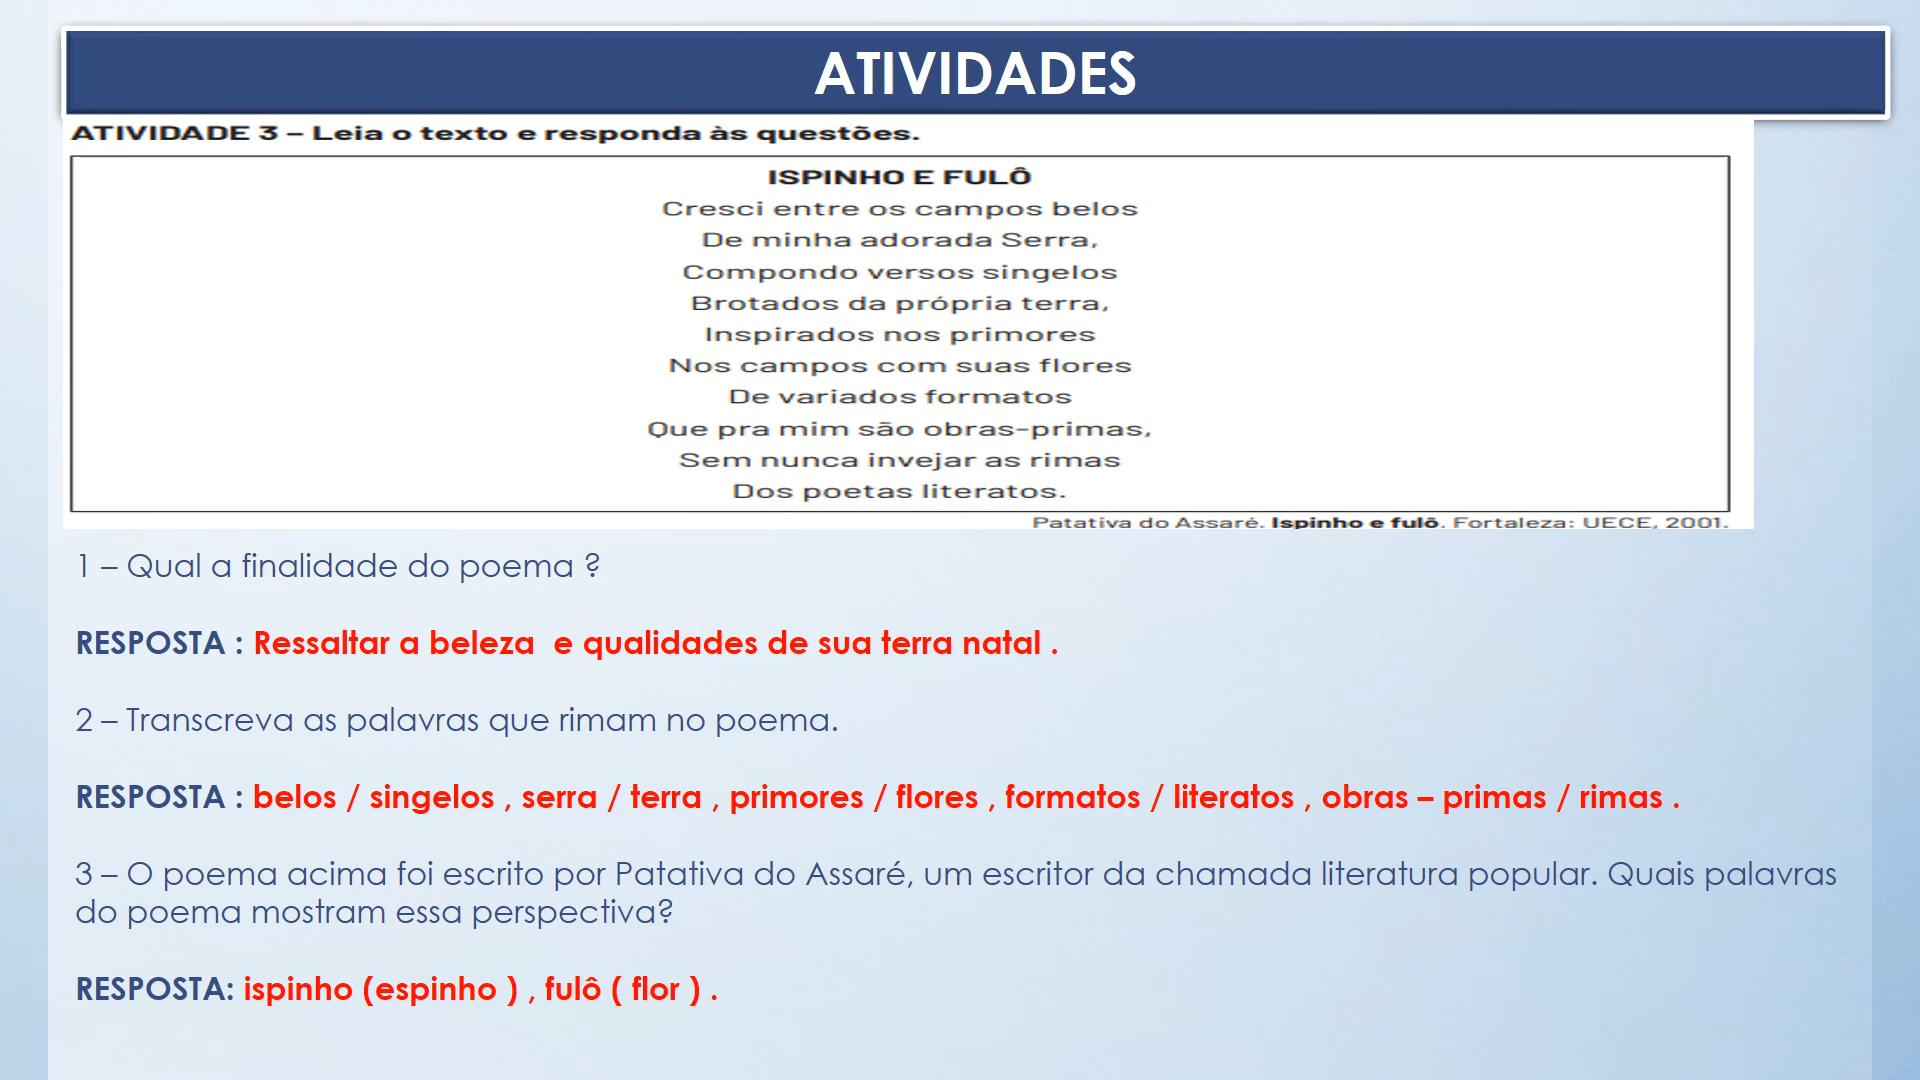 ATIVIDADES
ATIVIDADE 3 – Leia o texto e responda às questões.
ISPINHO E FULÔ
Cresci entre os campos belos
De minha adorada Serra,
Compondo versos singelos
Brotados da própria terra,
Inspirados nos primores
Nos campos com suas flores
De variados formatos
Que pra mim são obras-primas,
Sem nunca invejar as rimas
Dos poetas literatos.
Patativa do Assaré. Ispinho e fulô. Fortaleza: UECE, 2001.
1 – Qual a finalidade do poema ?
RESPOSTA : Ressaltar a beleza  e qualidades de sua terra natal .
2 – Transcreva as palavras que rimam no poema.
RESPOSTA : belos / singelos , serra / terra , primores / flores , formatos / literatos , obras – primas / rimas .
3 – O poema acima foi escrito por Patativa do Assaré, um escritor da chamada literatura popular. Quais palavras
do poema mostram essa perspectiva?
RESPOSTA: ispinho (espinho ) , fulô ( flor ) .